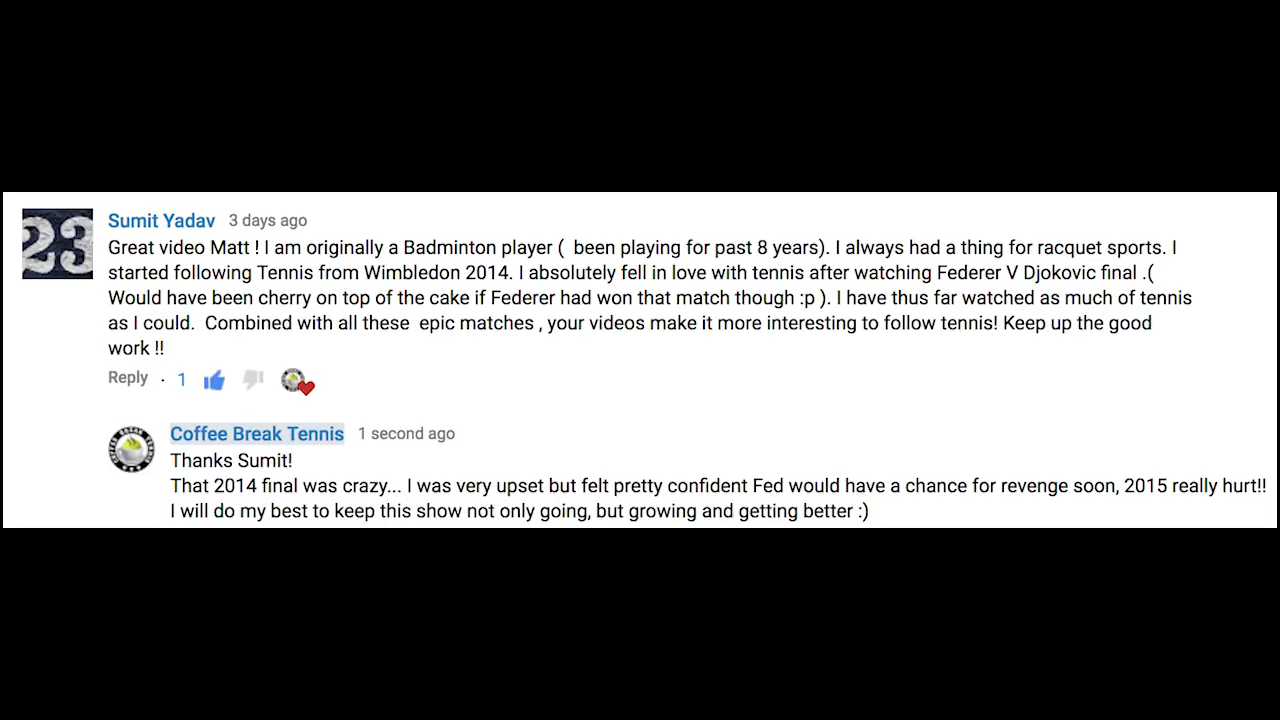 23
Sumit Yadav 3 days ago
Great video Matt ! I am originally a Badminton player (  been playing for past 8 years). I always had a thing for racquet sports. I
started following Tennis from Wimbledon 2014. I absolutely fell in love with tennis after watching Federer V Djokovic final .(
Would have been cherry on top of the cake if Federer had won that match though :p ). I have thus far watched as much of tennis
as I could.  Combined with all these  epic matches , your videos make it more interesting to follow tennis! Keep up the good
work !!
Reply · 1
COFFEE BREAK TENNIS
Coffee Break Tennis 1 second ago
Thanks Sumit!
That 2014 final was crazy... I was very upset but felt pretty confident Fed would have a chance for revenge soon, 2015 really hurt!!
I will do my best to keep this show not only going, but growing and getting better :)